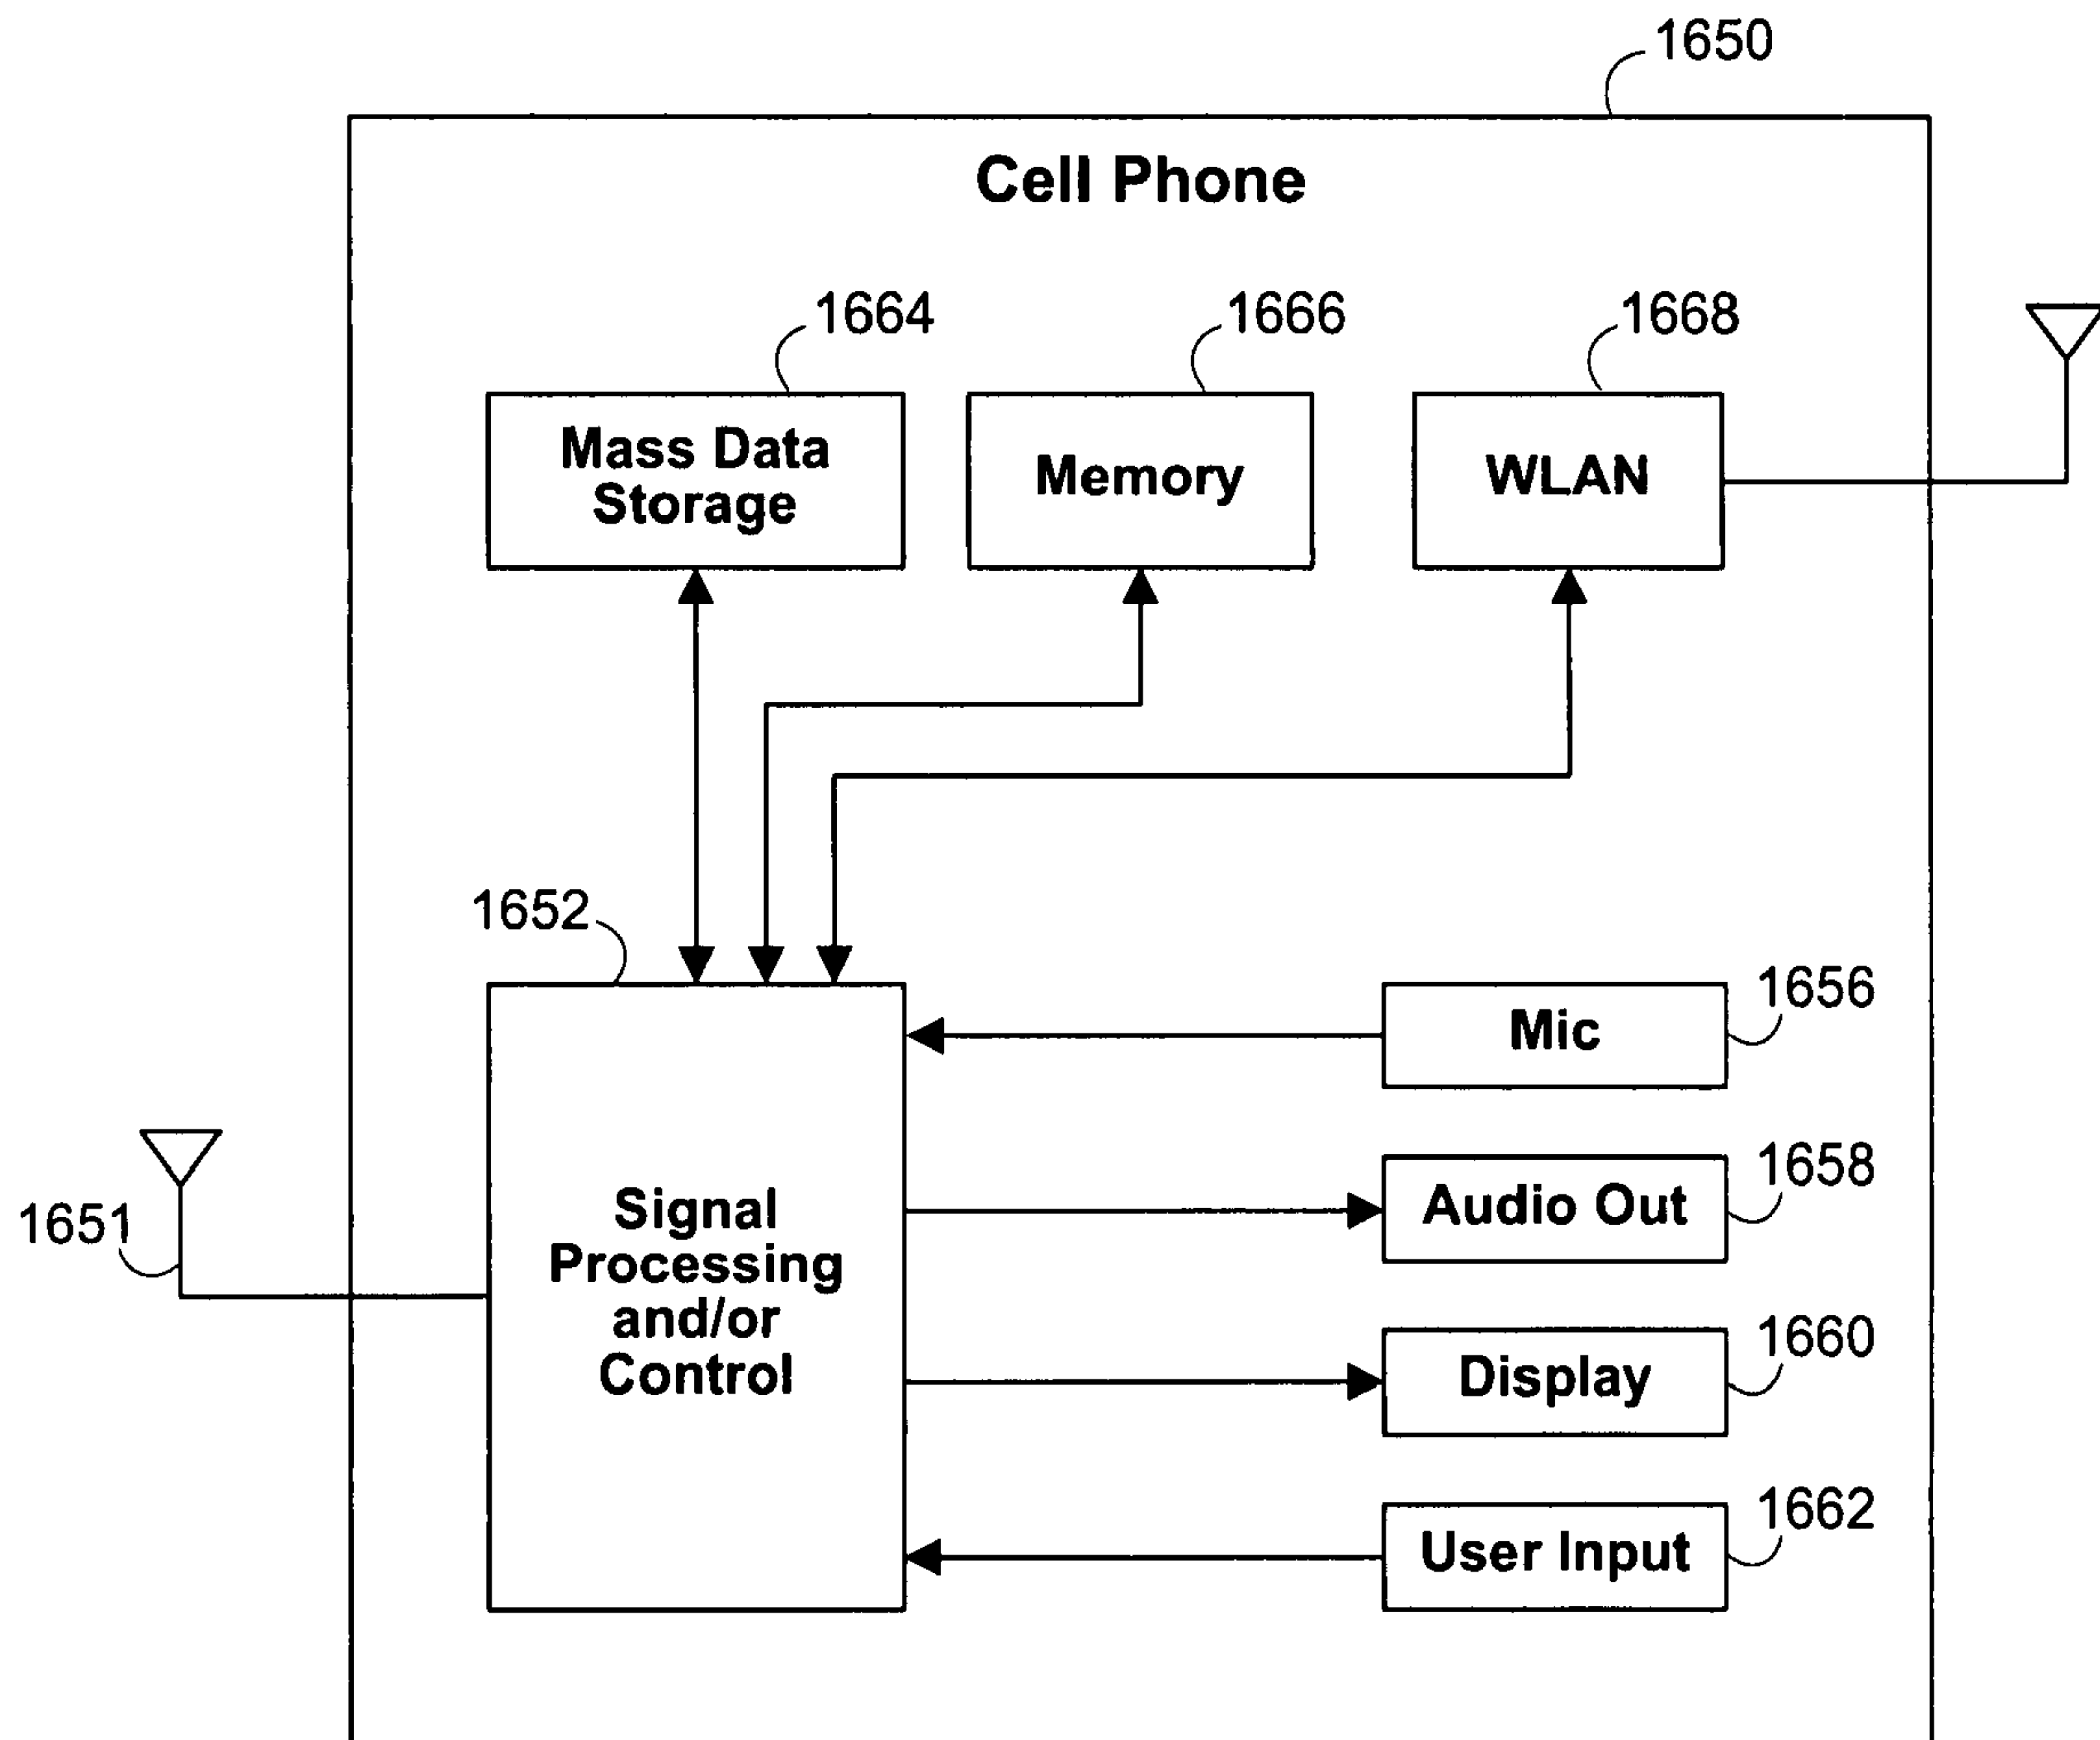 1650
Cell Phone
1664
1666
1668
Mass Data
Storage
Memory
WLAN
1652
Mic
1656
Signal
Processing
and/or
Control
1651
Audio Out
1658
Display
1660
User Input
1662